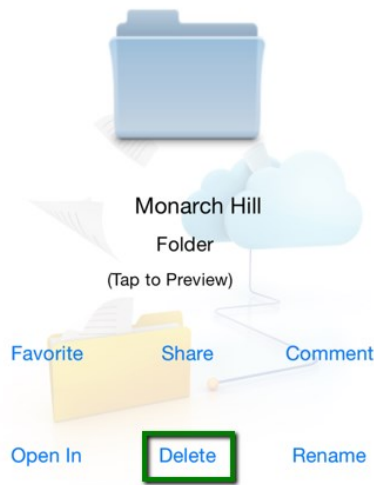 Monarch Hill
Folder
(Tap to Preview)
Favorite Share Comment
Open In Delete Rename